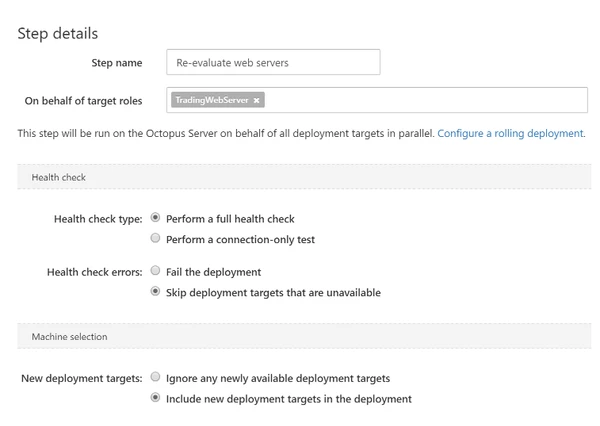 Step details
Step name Re-evaluate web servers
On behalf of target roles TradingWebServer ×
This step will be run on the Octopus Server on behalf of all deployment targets in parallel. Configure a rolling deployment.
Health check
Health check type: Perform a full health check
Perform a connection-only test
Health check errors: Fail the deployment
Skip deployment targets that are unavailable
Machine selection
New deployment targets: Ignore any newly available deployment targets
Include new deployment targets in the deployment